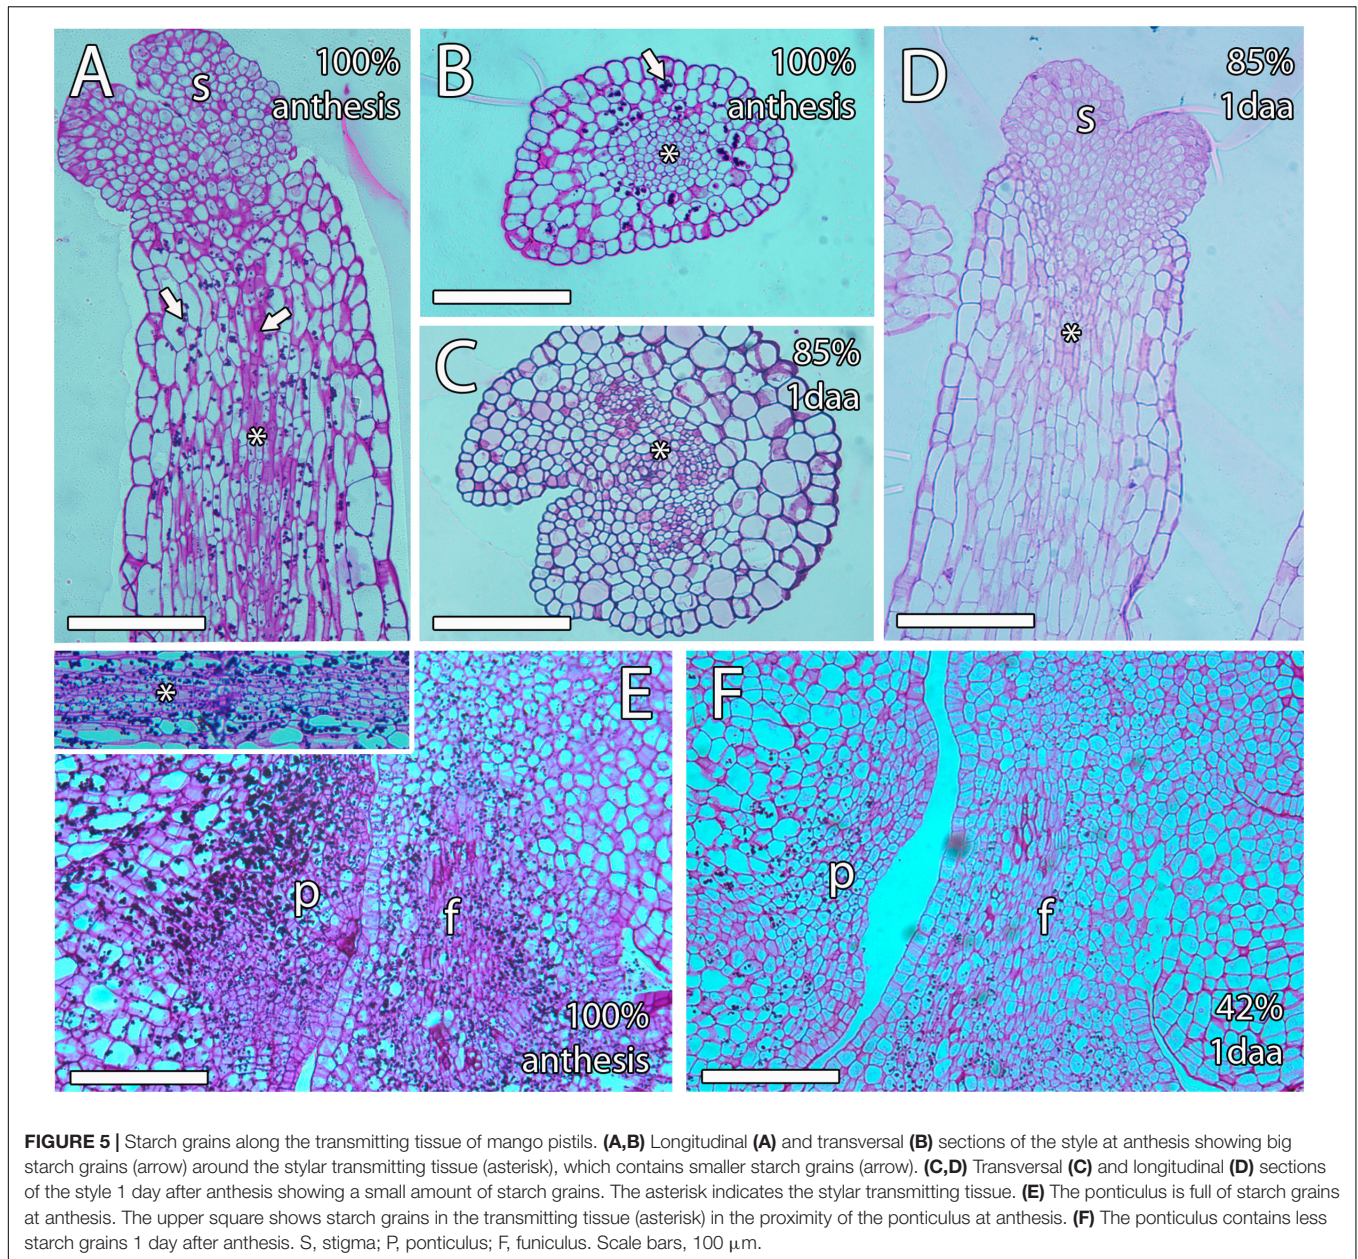 A
S
100%
anthesis
*
B
100%
anthesis
*
C
85%
1daa
*
D
85%
1daa
S
*
*
E
p
f
100%
anthesis
F
p
f
42%
1daa
FIGURE 5 | Starch grains along the transmitting tissue of mango pistils. (A,B) Longitudinal (A) and transversal (B) sections of the style at anthesis showing big
starch grains (arrow) around the stylar transmitting tissue (asterisk), which contains smaller starch grains (arrow). (C,D) Transversal (C) and longitudinal (D) sections
of the style 1 day after anthesis showing a small amount of starch grains. The asterisk indicates the stylar transmitting tissue. (E) The ponticulus is full of starch grains
at anthesis. The upper square shows starch grains in the transmitting tissue (asterisk) in the proximity of the ponticulus at anthesis. (F) The ponticulus contains less
starch grains 1 day after anthesis. S, stigma; P, ponticulus; F, funiculus. Scale bars, 100 μm.